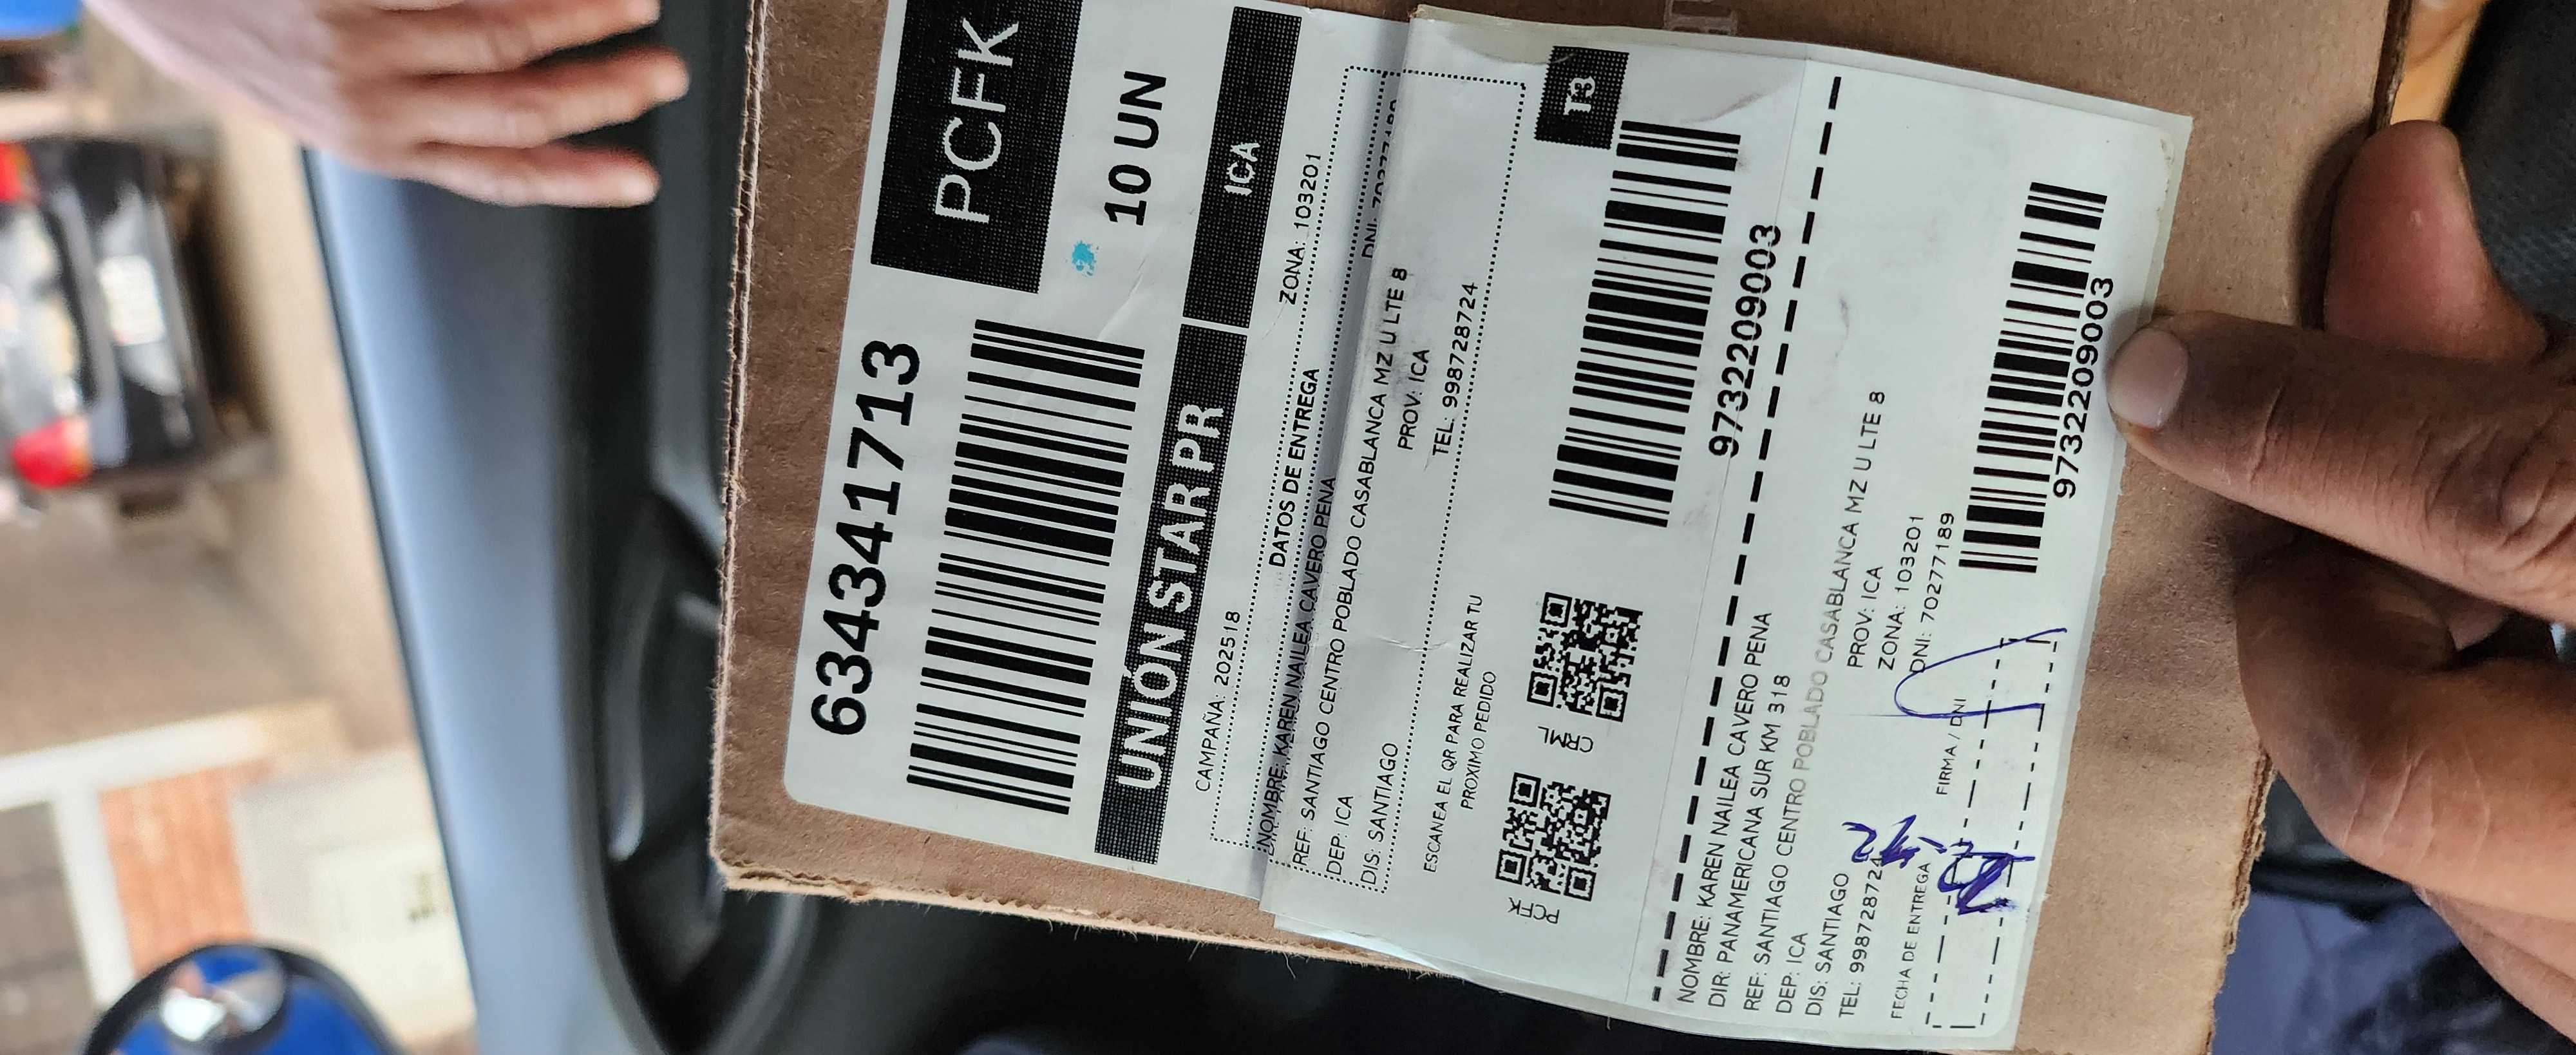 634341713
PCFK
10 UN
UNIÓN STAR PR
ICA
CAMPAÑA: 202518
ZONA: 103201
DATOS DE ENTREGA
NOMBRE: KAREN NAILEA CAVERO PENA
DNI:
REF: SANTIAGO CENTRO POBLADO CASABLANCA MZ U LTE 8
DEP: ICA
PROV: ICA
DIS: SANTIAGO
TEL: 998728724
ESCANEA EL QR PARA REALIZAR TU
PROXIMO PEDIDO
T3
PCFK
CRML
973220903
NOMBRE: KAREN NAILEA CAVERO PENA
DIR: PANAMERICANA SUR KM 318
REF: SANTIAGO CENTRO POBLADO CASABLANCA MZ U LTE 8
DEP: ICA
PROV: ICA
DIS: SANTIAGO
ZONA: 103201
TEL: 998728724
DNI: 70277189
FECHA DE ENTREGA
FIRMA / DNI
9732209003